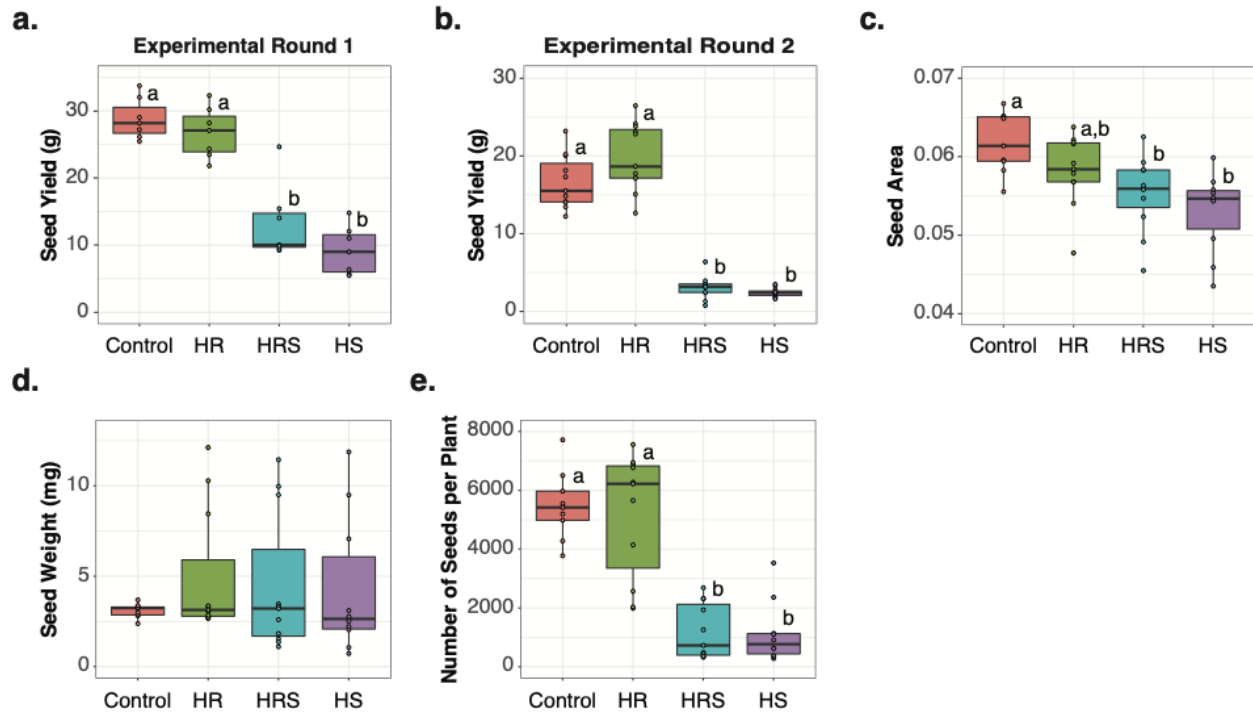 a.
Experimental Round 1
Seed Yield (g)
30
20
10
0
a
a
b
b
Control HR HRS HS
b.
Experimental Round 2
Seed Yield (g)
30
20
10
0
a
a
b
b
Control HR HRS HS
c.
Seed Area
0.07
0.06
0.05
0.04
a
a,b
b
b
Control HR HRS HS
d.
Seed Weight (mg)
10
5
0
Control HR HRS HS
e.
Number of Seeds per Plant
8000
6000
4000
2000
0
a
a
b
b
Control HR HRS HS